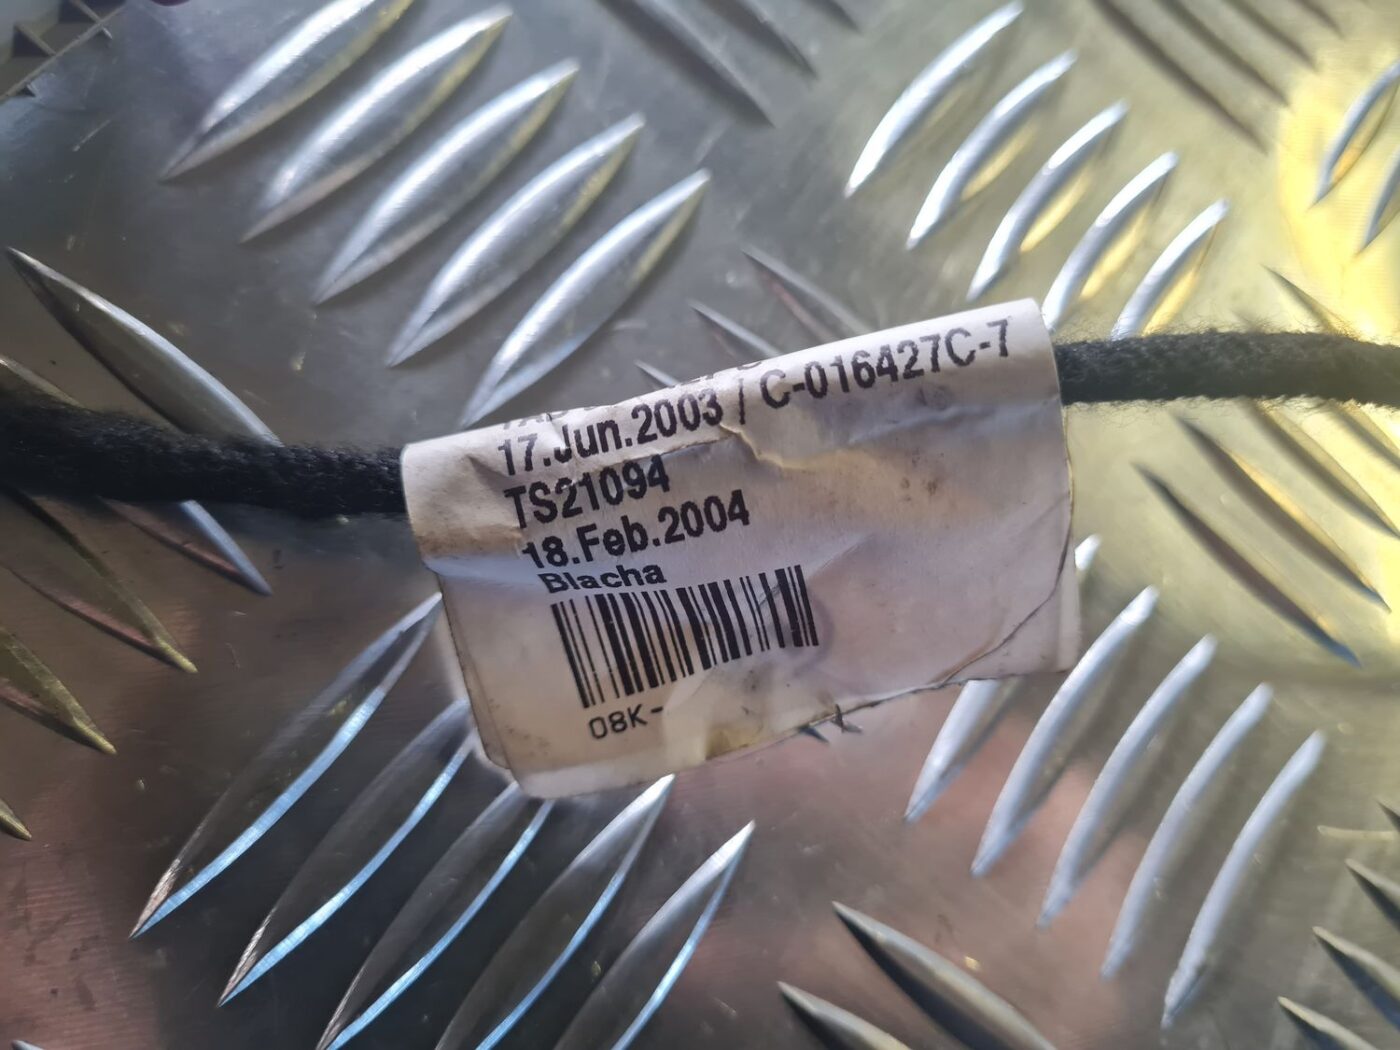 17.Jun.2003 / C-016427C-7
TS21094
18.Feb.2004
Blacha
08K-